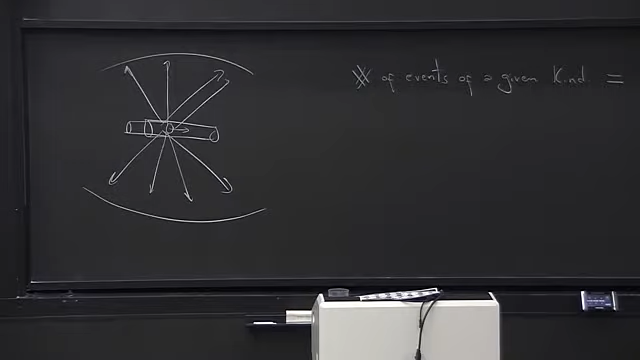 # of events of a given kind =